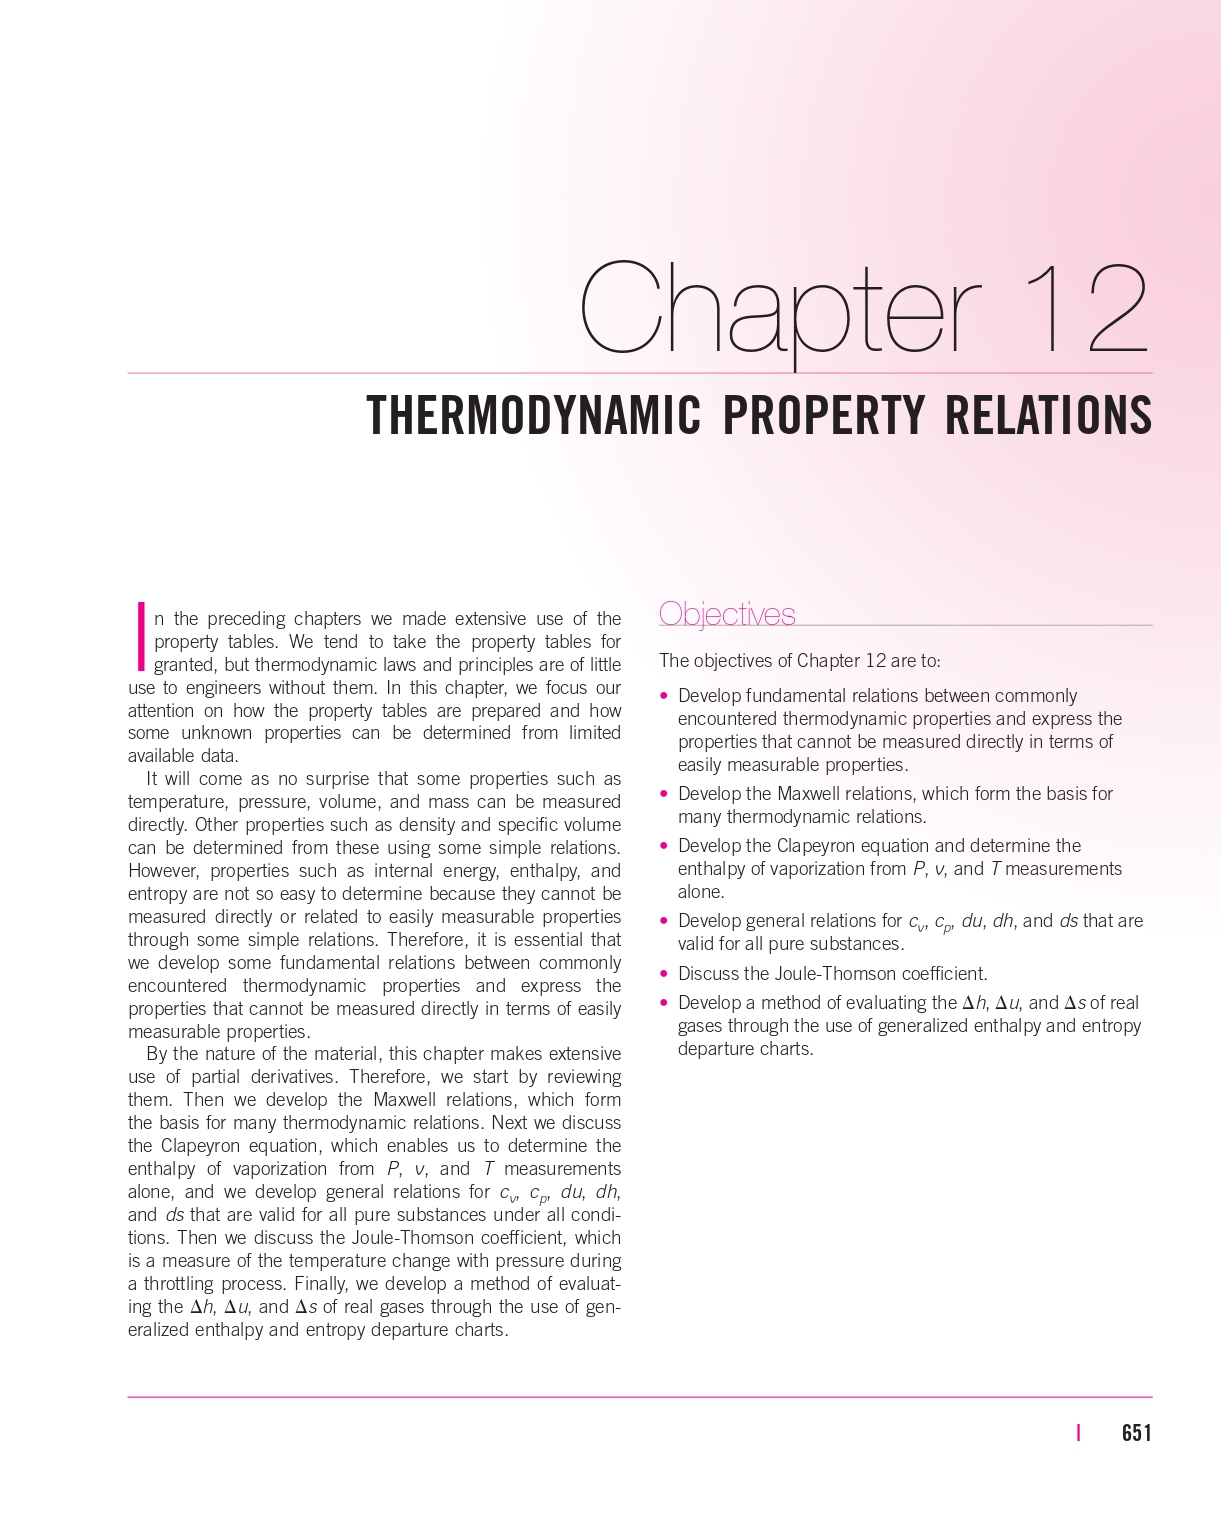 Chapter 12
THERMODYNAMIC PROPERTY RELATIONS
In the preceding chapters we made extensive use of the
property tables. We tend to take the property tables for
granted, but thermodynamic laws and principles are of little
use to engineers without them. In this chapter, we focus our
attention on how the property tables are prepared and how
some unknown properties can be determined from limited
available data.
It will come as no surprise that some properties such as
temperature, pressure, volume, and mass can be measured
directly. Other properties such as density and specific volume
can be determined from these using some simple relations.
However, properties such as internal energy, enthalpy, and
entropy are not so easy to determine because they cannot be
measured directly or related to easily measurable properties
through some simple relations. Therefore, it is essential that
we develop some fundamental relations between commonly
encountered thermodynamic properties and express the
properties that cannot be measured directly in terms of easily
measurable properties.
By the nature of the material, this chapter makes extensive
use of partial derivatives. Therefore, we start by reviewing
them. Then we develop the Maxwell relations, which form
the basis for many thermodynamic relations. Next we discuss
the Clapeyron equation, which enables us to determine the
enthalpy of vaporization from P, v, and T measurements
alone, and we develop general relations for cv, cp, du, dh,
and ds that are valid for all pure substances under all condi-
tions. Then we discuss the Joule-Thomson coefficient, which
is a measure of the temperature change with pressure during
a throttling process. Finally, we develop a method of evaluat-
ing the Δh, Δu, and Δs of real gases through the use of gen-
eralized enthalpy and entropy departure charts.
Objectives
The objectives of Chapter 12 are to:
• Develop fundamental relations between commonly
encountered thermodynamic properties and express the
properties that cannot be measured directly in terms of
easily measurable properties.
• Develop the Maxwell relations, which form the basis for
many thermodynamic relations.
• Develop the Clapeyron equation and determine the
enthalpy of vaporization from P, v, and T measurements
alone.
• Develop general relations for cv, cp, du, dh, and ds that are
valid for all pure substances.
• Discuss the Joule-Thomson coefficient.
• Develop a method of evaluating the Δh, Δu, and Δs of real
gases through the use of generalized enthalpy and entropy
departure charts.
| 651